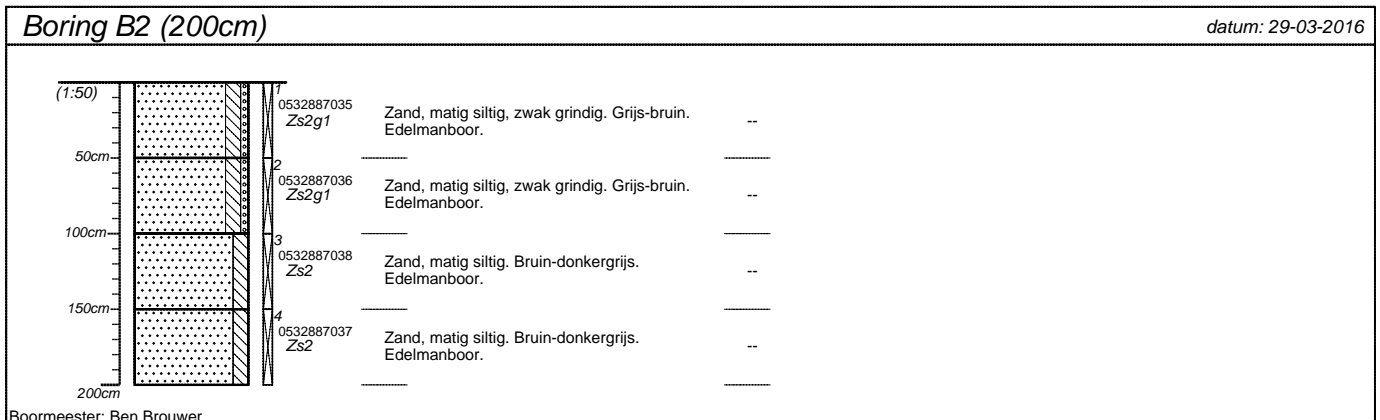 Boring B2 (200cm)
datum: 29-03-2016
(1:50)
1
0532887035
Zs2g1
Zand, matig siltig, zwak grindig. Grijs-bruin.
Edelmanboor.
--
50cm
2
0532887036
Zs2g1
Zand, matig siltig, zwak grindig. Grijs-bruin.
Edelmanboor.
--
100cm
3
0532887038
Zs2
Zand, matig siltig. Bruin-donkergrijs.
Edelmanboor.
--
150cm
4
0532887037
Zs2
Zand, matig siltig. Bruin-donkergrijs.
Edelmanboor.
--
200cm
Boormeester: Ben Brouwer